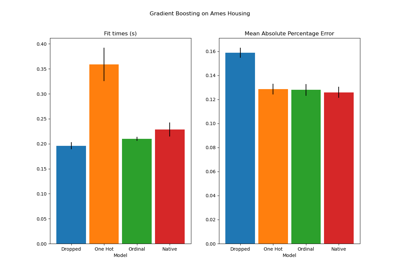 Gradient Boosting on Ames Housing
Fit times (s)
0.40
0.35
0.30
0.25
0.20
0.15
0.10
0.05
0.00
Dropped One Hot Ordinal Native
Model
Mean Absolute Percentage Error
0.16
0.14
0.12
0.10
0.08
0.06
0.04
0.02
0.00
Dropped One Hot Ordinal Native
Model